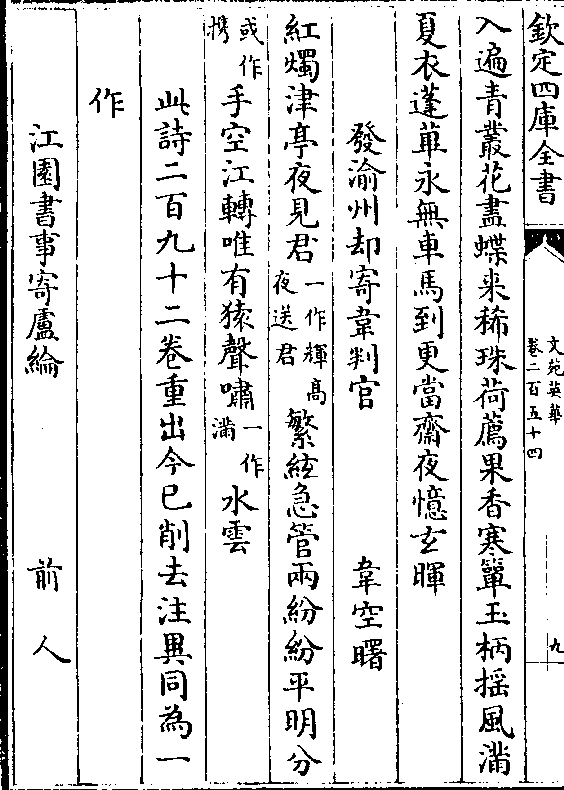 欽定四庫全書
文苑英華
卷二百五十四
九
入遍青叢花盡蝶来稀珠荷薦果香寒簟玉柄揺風滿
夏衣蓬萆永無車馬到更當齋夜憶玄暉
發渝州却寄韋判官 韋空曙
紅燭津亭夜見君一作輝髙夜送君繁絃急管兩紛紛平明分
或作携手空江轉唯有猿聲嘯一作滿水雲
此詩二百九十二卷重出今已削去注異同為一
作
江園書事寄盧綸 前人